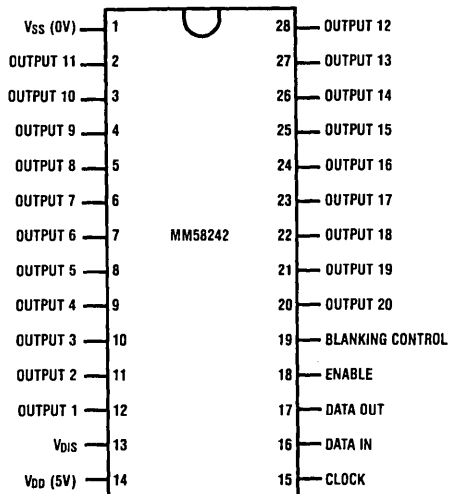 VSS (0V) 1 28 OUTPUT 12
OUTPUT 11 2 27 OUTPUT 13
OUTPUT 10 3 26 OUTPUT 14
OUTPUT 9 4 25 OUTPUT 15
OUTPUT 8 5 24 OUTPUT 16
OUTPUT 7 6 23 OUTPUT 17
OUTPUT 6 7 MM58242 22 OUTPUT 18
OUTPUT 5 8 21 OUTPUT 19
OUTPUT 4 9 20 OUTPUT 20
OUTPUT 3 10 19 BLANKING CONTROL
OUTPUT 2 11 18 ENABLE
OUTPUT 1 12 17 DATA OUT
VDIS 13 16 DATA IN
VDD (5V) 14 15 CLOCK